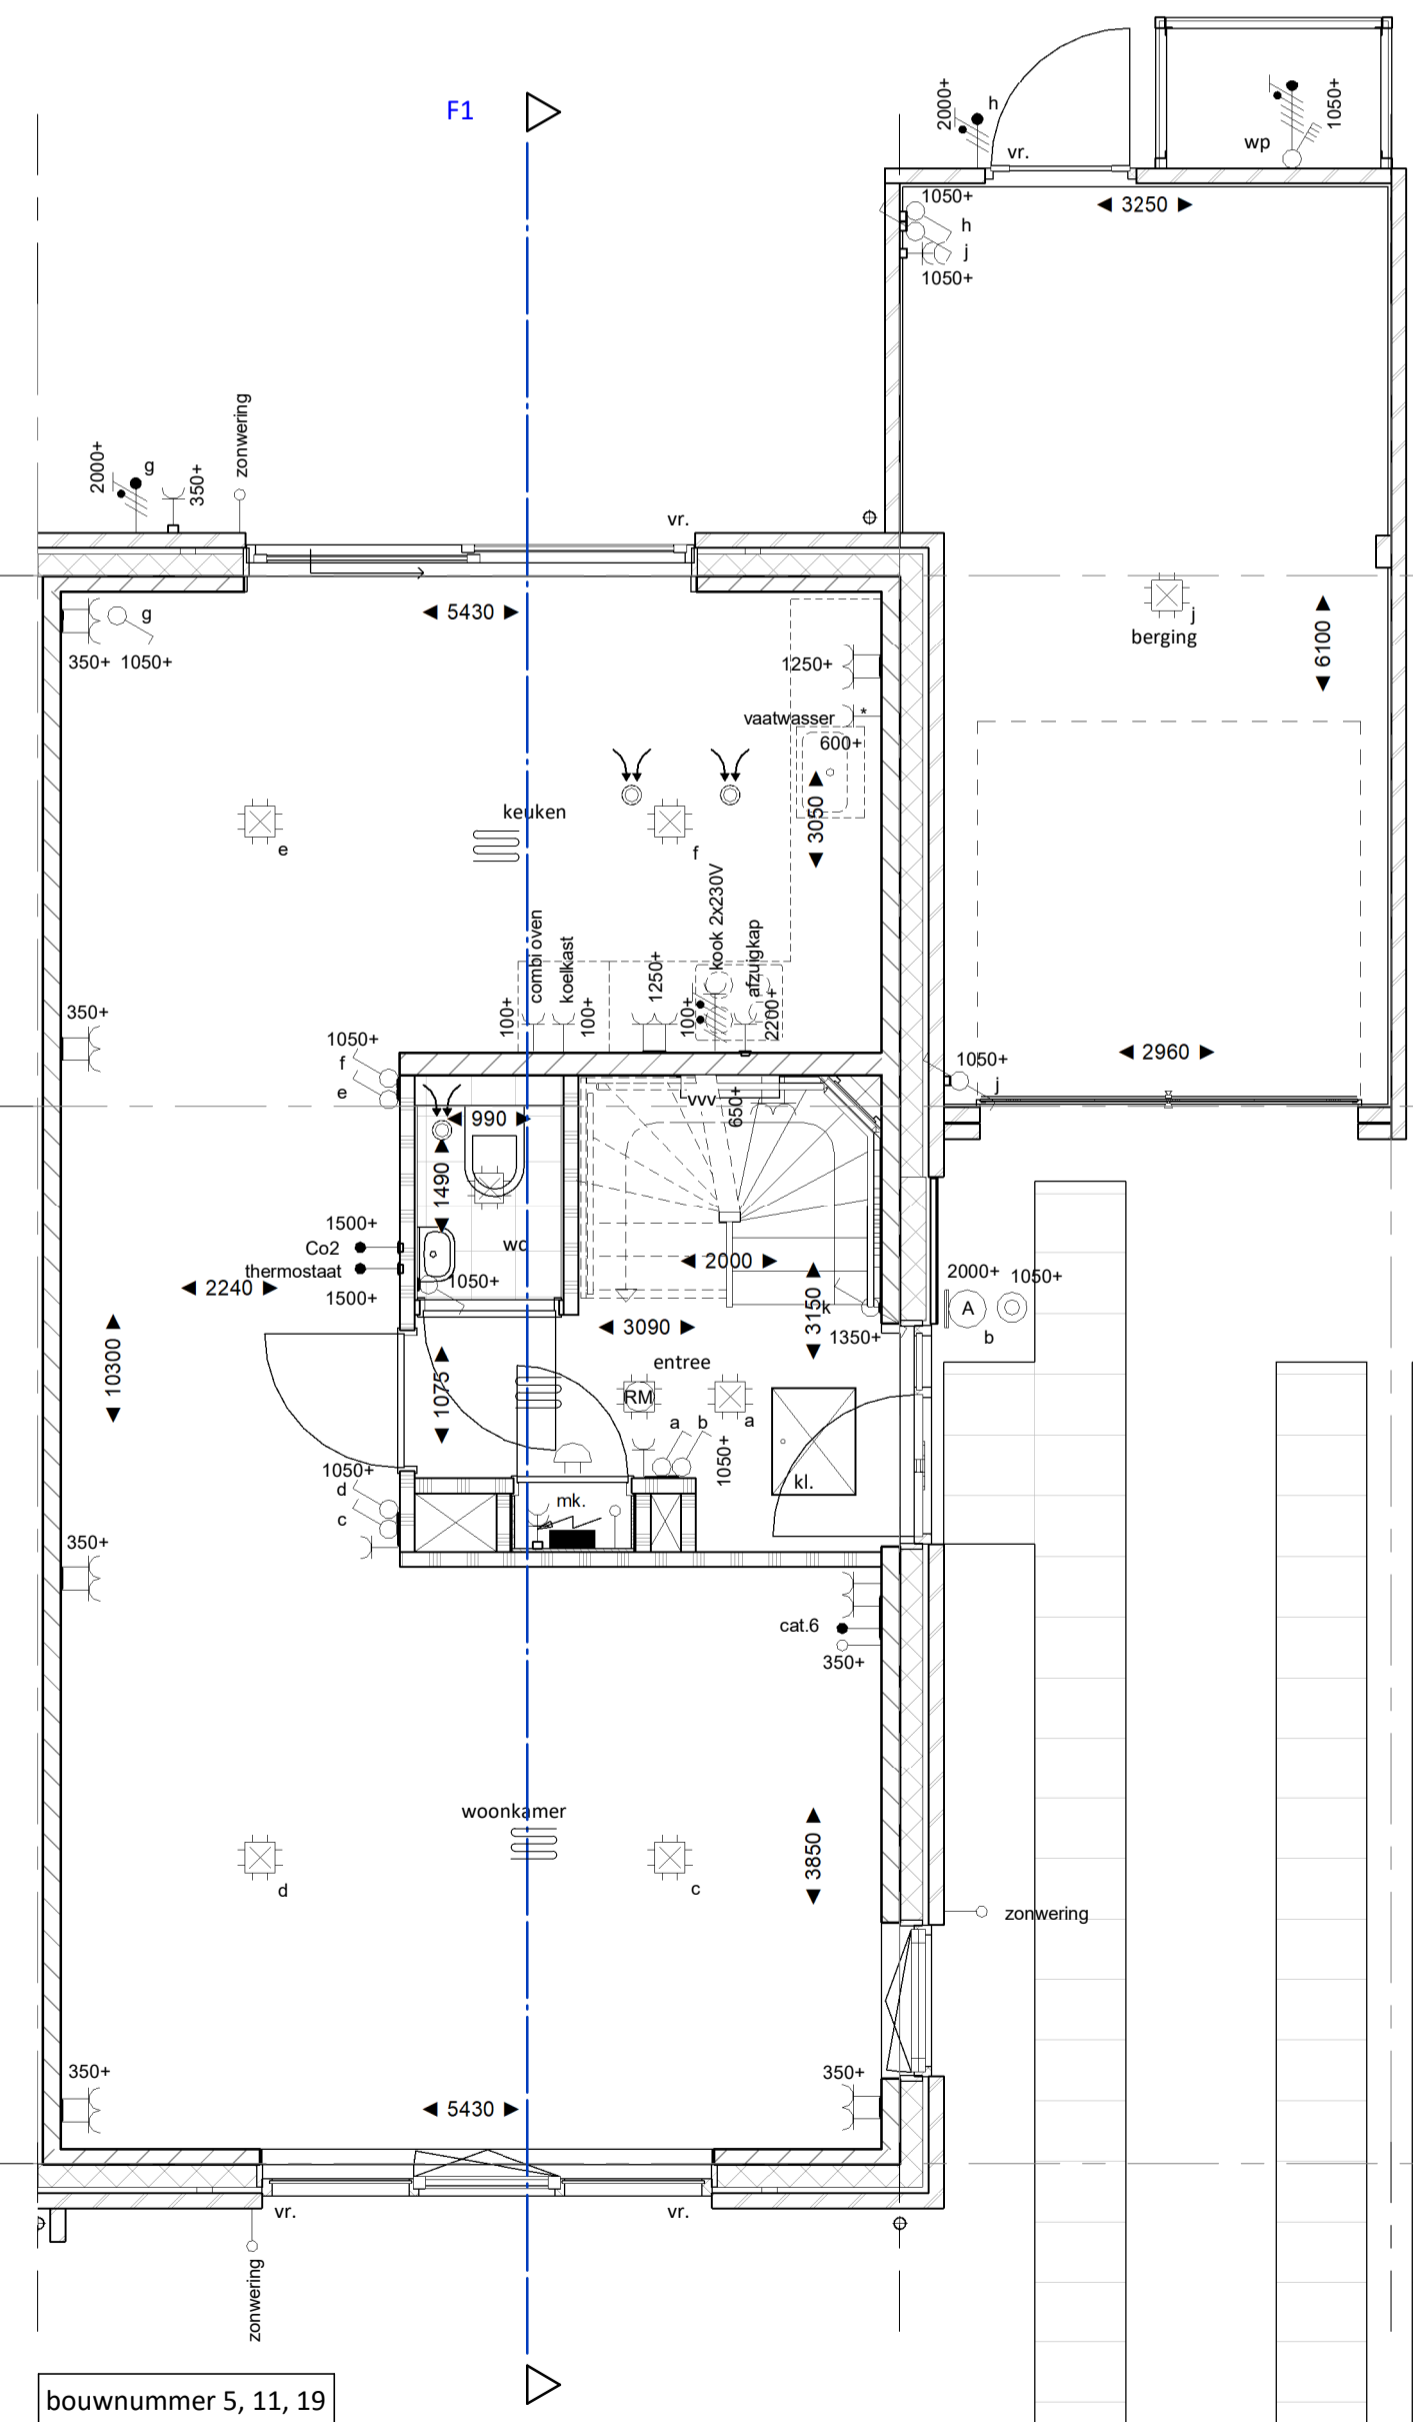 F1
2000+
h
1050+
wp
vr.
1050+
◄ 3250 ►
h
j
1050+
zonwering
2000+
g
350+
vr.
◄ 5430 ►
g
350+ 1050+
1250+
j
berging
◄ 6100 ►
vaatwasser *
600+
keuken
◄ 3050 ►
e
f
combi oven
koelkast
kook 2x230V
afzuigkap
100+
100+
1250+
100+
2200+
350+
1050+
f
e
◄ 2960 ►
1050+
j
vvv
650+
◄ 990 ►
◄ 1490 ►
1500+
Co2
thermostaat
1500+
wc
1050+
◄ 2000 ►
◄ 2240 ►
◄ 3150 ►
k
1350+
2000+ 1050+
A
b
◄ 3090 ►
◄ 10300 ►
◄ 1075 ►
entree
RM
a
a b
1050+
1050+
d
c
kl.
mk.
350+
cat.6
350+
woonkamer
◄ 3850 ►
d
c
zonwering
350+
350+
◄ 5430 ►
vr.
vr.
zonwering
bouwnummer 5, 11, 19